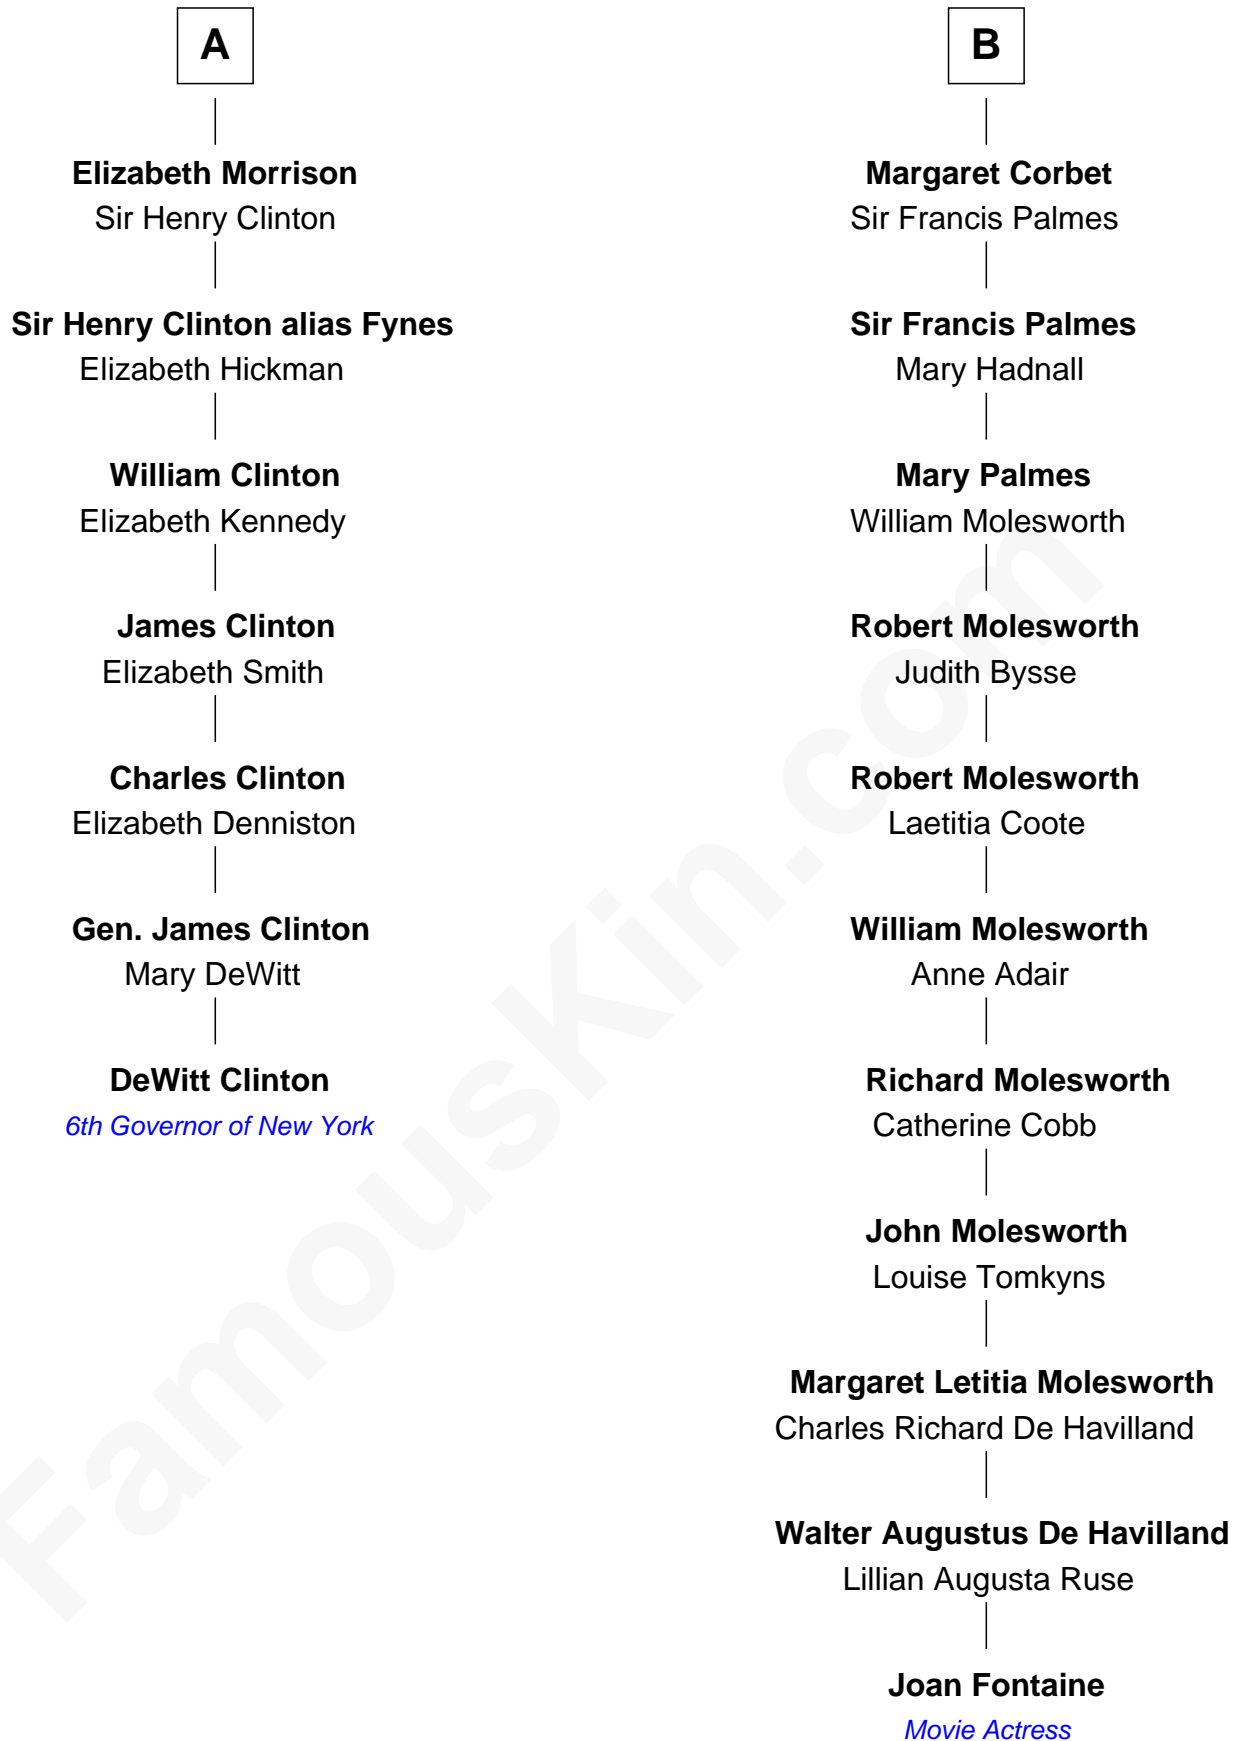 A
Elizabeth Morrison
Sir Henry Clinton
Sir Henry Clinton alias Fynes
Elizabeth Hickman
William Clinton
Elizabeth Kennedy
James Clinton
Elizabeth Smith
Charles Clinton
Elizabeth Denniston
Gen. James Clinton
Mary DeWitt
DeWitt Clinton
6th Governor of New York
B
Margaret Corbet
Sir Francis Palmes
Sir Francis Palmes
Mary Hadnall
Mary Palmes
William Molesworth
Robert Molesworth
Judith Bysse
Robert Molesworth
Laetitia Coote
William Molesworth
Anne Adair
Richard Molesworth
Catherine Cobb
John Molesworth
Louise Tomkyns
Margaret Letitia Molesworth
Charles Richard De Havilland
Walter Augustus De Havilland
Lillian Augusta Ruse
Joan Fontaine
Movie Actress
FamousKin.com